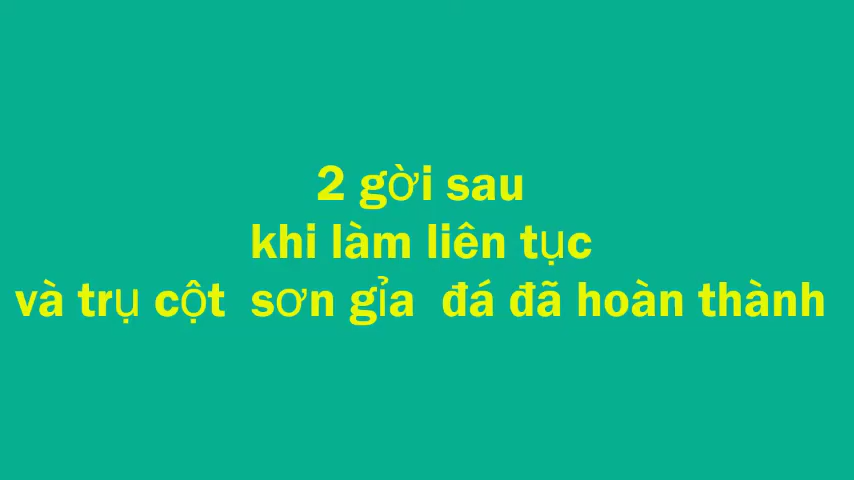 2 gời sau
khi làm liên tục
và trụ cột sơn gỉa đá đã hoàn thành